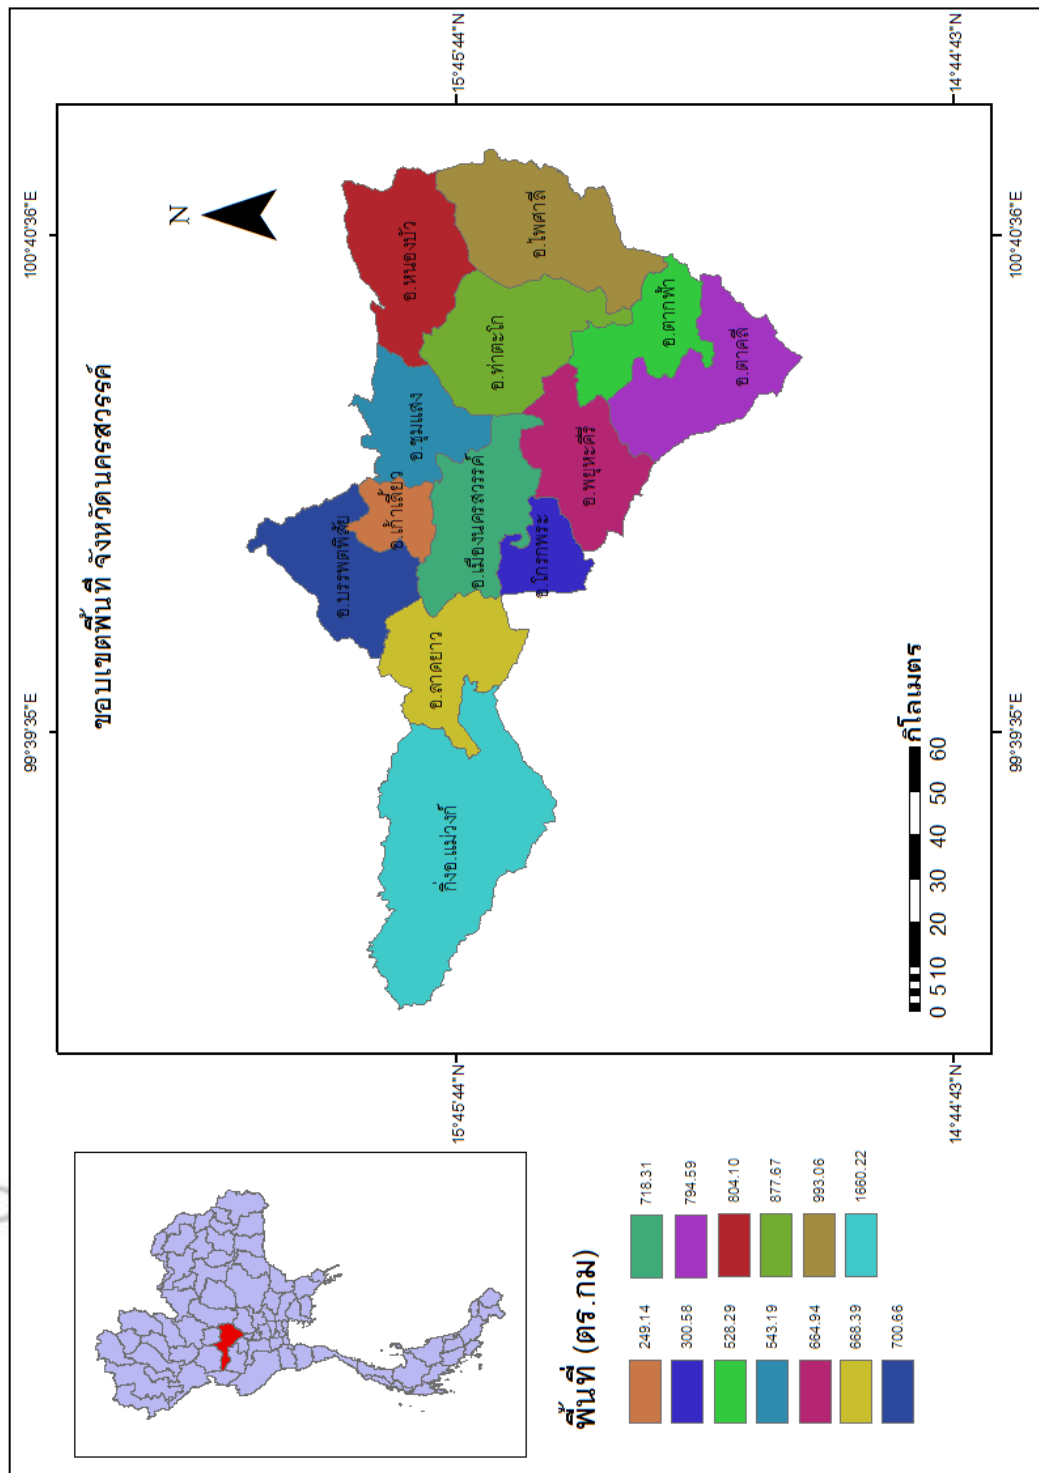 ขอบเขตพื้นที่ จังหวัดนครสวรรค์
99°39'35"E
100°40'36"E
N
15°45'44"N
15°45'44"N
14°44'43"N
14°44'43"N
99°39'35"E
100°40'36"E
อ.บรรพตพิสัย
อ.เก้าเลี้ยว
อ.ชุมแสง
อ.หนองบัว
กิ่งอ.แม่วงก์
อ.ลาดยาว
อ.เมืองนครสวรรค์
อ.ท่าตะโก
อ.ไพศาลี
อ.โกรกพระ
อ.พยุหะคีรี
อ.ตากฟ้า
อ.ตาคลี
กิโลเมตร
0 5 10 20 30 40 50 60
พื้นที่ (ตร.กม)
249.14 718.31
300.58 794.59
528.29 804.10
543.19 877.67
664.94 993.06
668.39 1660.22
700.66